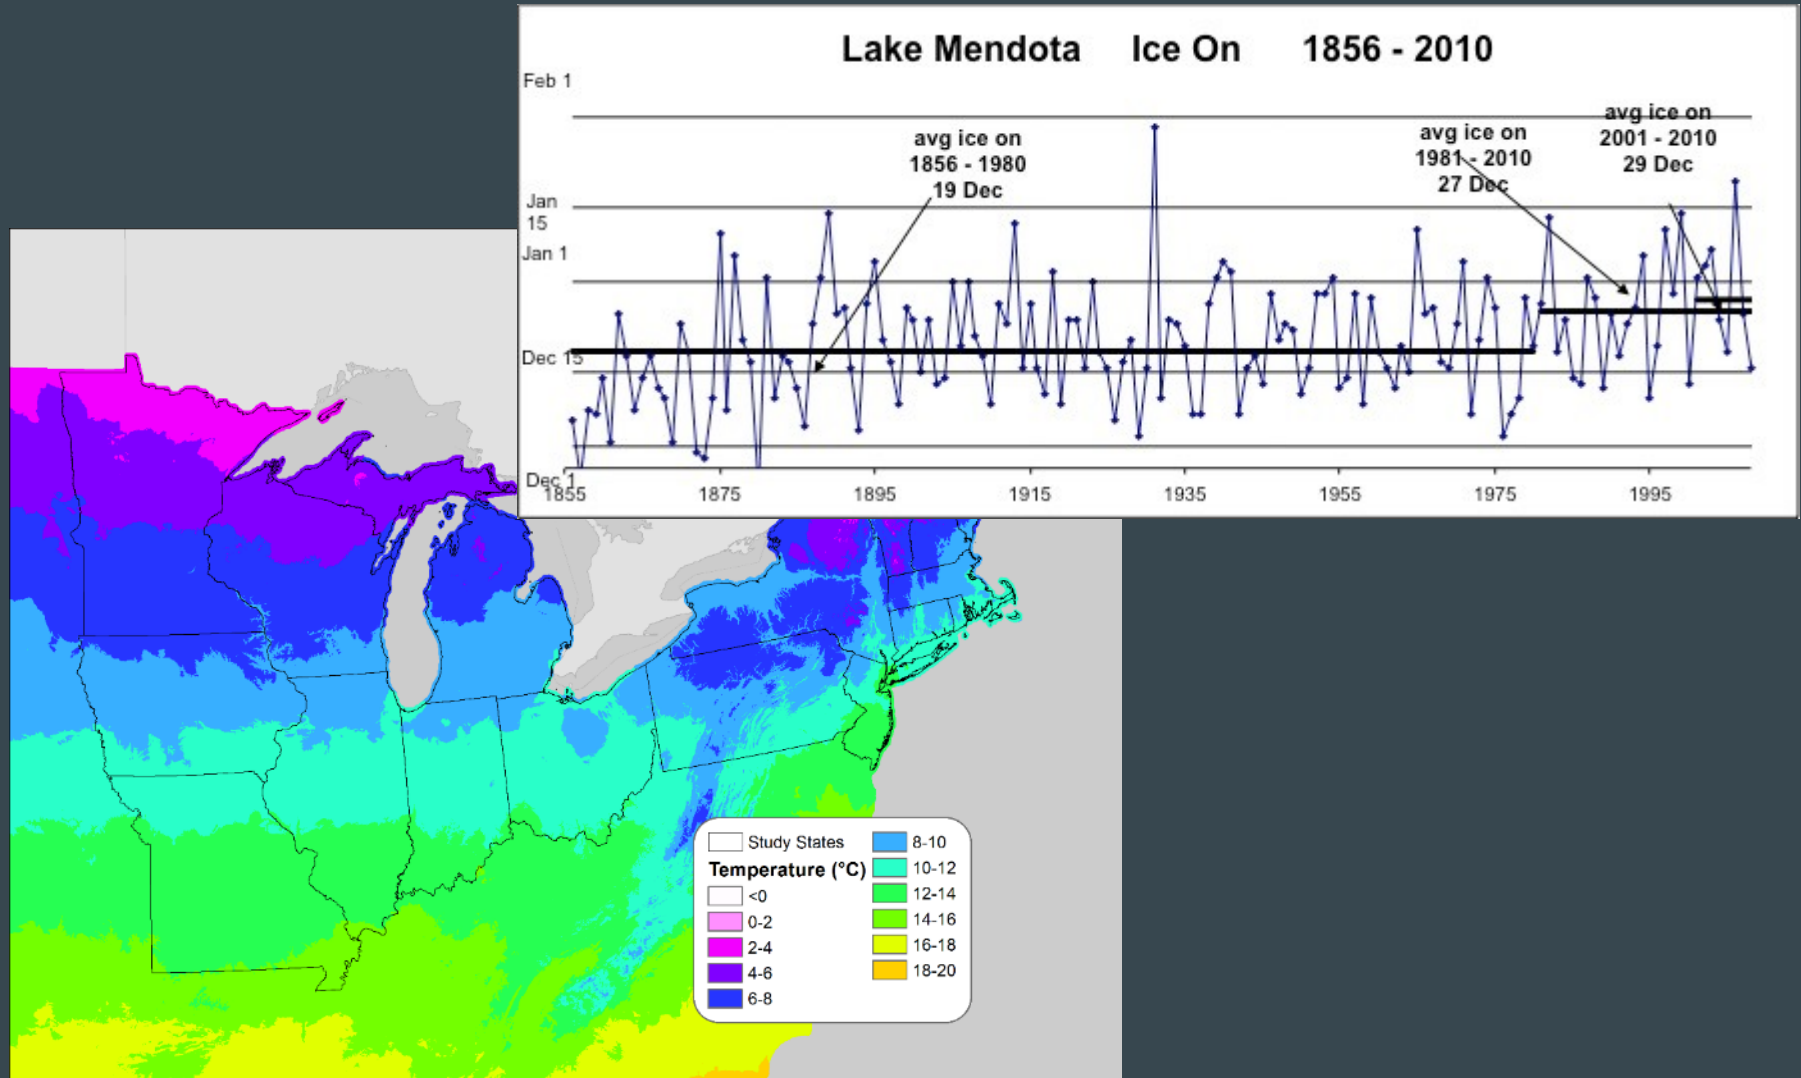 Lake Mendota Ice On 1856 - 2010
Feb 1
Jan
15
Jan 1
Dec 15
Dec 1
avg ice on
1856 - 1980
19 Dec
avg ice on
1981 - 2010
27 Dec
avg ice on
2001 - 2010
29 Dec
1855 1875 1895 1915 1935 1955 1975 1995
Study States
Temperature (°C)
<0
0-2
2-4
4-6
6-8
8-10
10-12
12-14
14-16
16-18
18-20